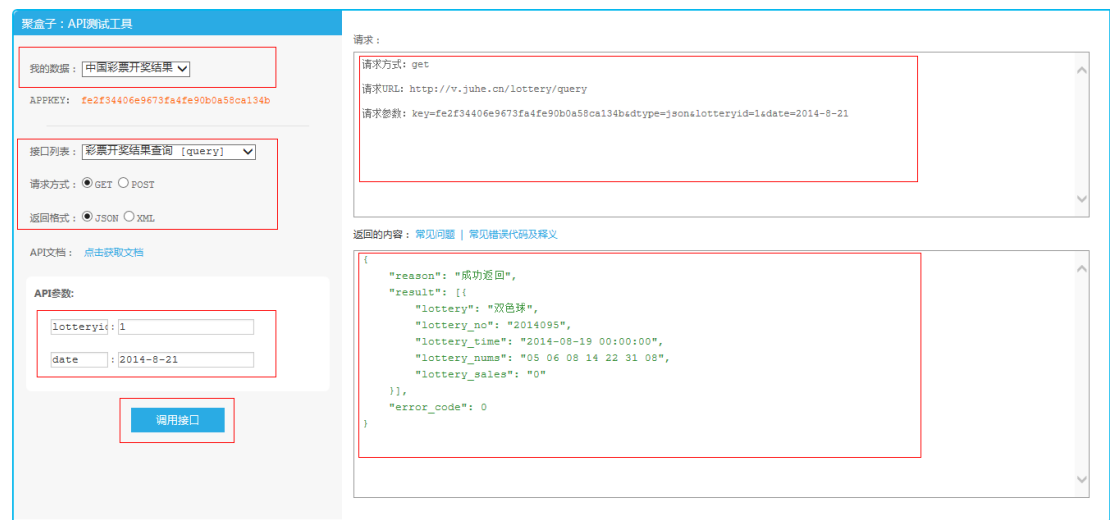 聚盒子：API测试工具
我的数据： 中国彩票开奖结果
APPKEY: fe2f34406e9673fa4fe90b0a58ca134b
接口列表： 彩票开奖结果查询 [query]
请求方式： GET POST
返回格式： JSON XML
API文档： 点击获取文档
API参数:
lotteryid : 1
date : 2014-8-21
调用接口
请求：
请求方式: get
请求URL: http://v.juhe.cn/lottery/query
请求参数: key=fe2f34406e9673fa4fe90b0a58ca134b&dtype=json&lotteryid=1&date=2014-8-21
返回的内容： 常见问题 | 常见错误代码及释义
{
"reason": "成功返回",
"result": [{
"lottery": "双色球",
"lottery_no": "2014095",
"lottery_time": "2014-08-19 00:00:00",
"lottery_nums": "05 06 08 14 22 31 08",
"lottery_sales": "0"
}],
"error_code": 0
}